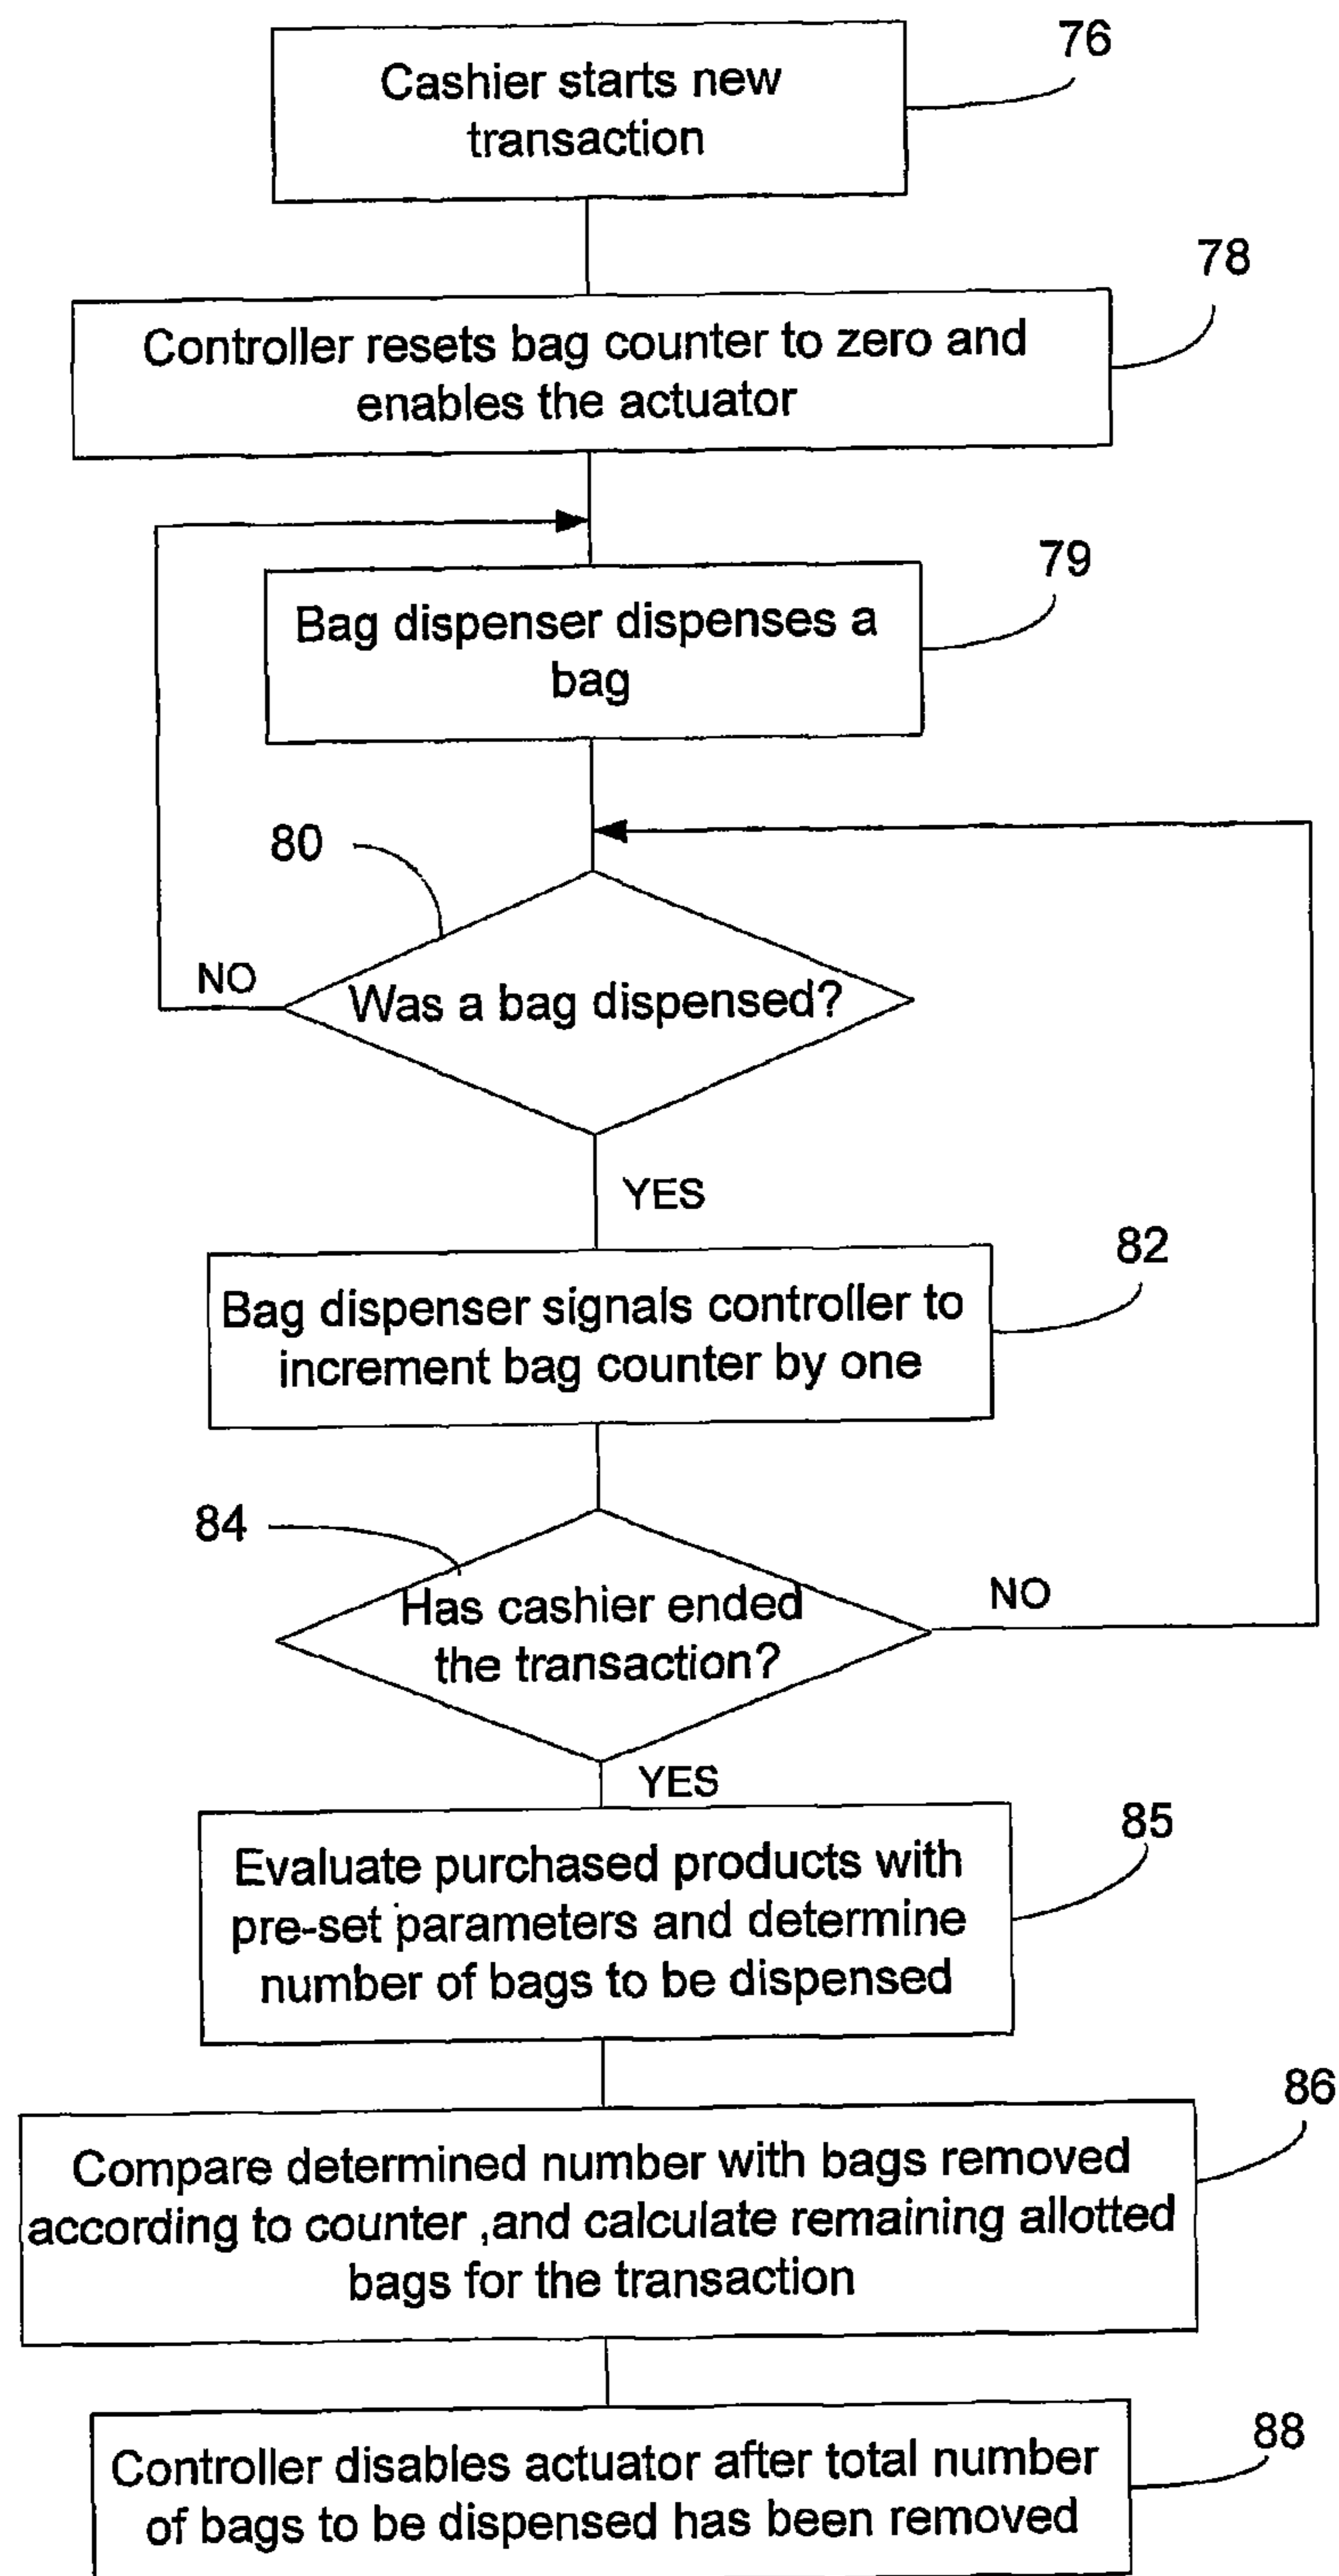 76
Cashier starts new
transaction
78
Controller resets bag counter to zero and
enables the actuator
79
Bag dispenser dispenses a
bag
80
NO
Was a bag dispensed?
YES
82
Bag dispenser signals controller to
increment bag counter by one
84
Has cashier ended
the transaction?
NO
YES
85
Evaluate purchased products with
pre-set parameters and determine
number of bags to be dispensed
86
Compare determined number with bags removed
according to counter ,and calculate remaining allotted
bags for the transaction
88
Controller disables actuator after total number
of bags to be dispensed has been removed